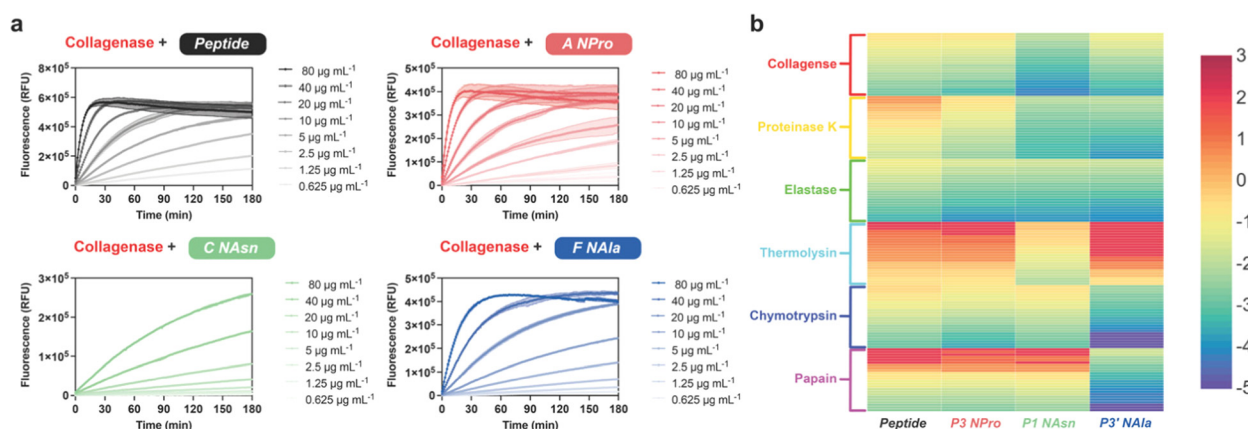 a
Collagenase + Peptide
8×10⁵
6×10⁵
4×10⁵
2×10⁵
0
Fluorescence (RFU)
0 30 60 90 120 150 180
Time (min)
80 µg mL⁻¹
40 µg mL⁻¹
20 µg mL⁻¹
10 µg mL⁻¹
5 µg mL⁻¹
2.5 µg mL⁻¹
1.25 µg mL⁻¹
0.625 µg mL⁻¹
Collagenase + A NPro
5×10⁵
4×10⁵
3×10⁵
2×10⁵
1×10⁵
0
Fluorescence (RFU)
0 30 60 90 120 150 180
Time (min)
80 µg mL⁻¹
40 µg mL⁻¹
20 µg mL⁻¹
10 µg mL⁻¹
5 µg mL⁻¹
2.5 µg mL⁻¹
1.25 µg mL⁻¹
0.625 µg mL⁻¹
Collagenase + C NAsn
3×10⁵
2×10⁵
1×10⁵
0
Fluorescence (RFU)
0 30 60 90 120 150 180
Time (min)
80 µg mL⁻¹
40 µg mL⁻¹
20 µg mL⁻¹
10 µg mL⁻¹
5 µg mL⁻¹
2.5 µg mL⁻¹
1.25 µg mL⁻¹
0.625 µg mL⁻¹
Collagenase + F NAla
5×10⁵
4×10⁵
3×10⁵
2×10⁵
1×10⁵
0
Fluorescence (RFU)
0 30 60 90 120 150 180
Time (min)
80 µg mL⁻¹
40 µg mL⁻¹
20 µg mL⁻¹
10 µg mL⁻¹
5 µg mL⁻¹
2.5 µg mL⁻¹
1.25 µg mL⁻¹
0.625 µg mL⁻¹
b
Collagense
Proteinase K
Elastase
Thermolysin
Chymotrypsin
Papain
Peptide P3 NPro P1 NAsn P3' NAla
3
2
1
0
-1
-2
-3
-4
-5